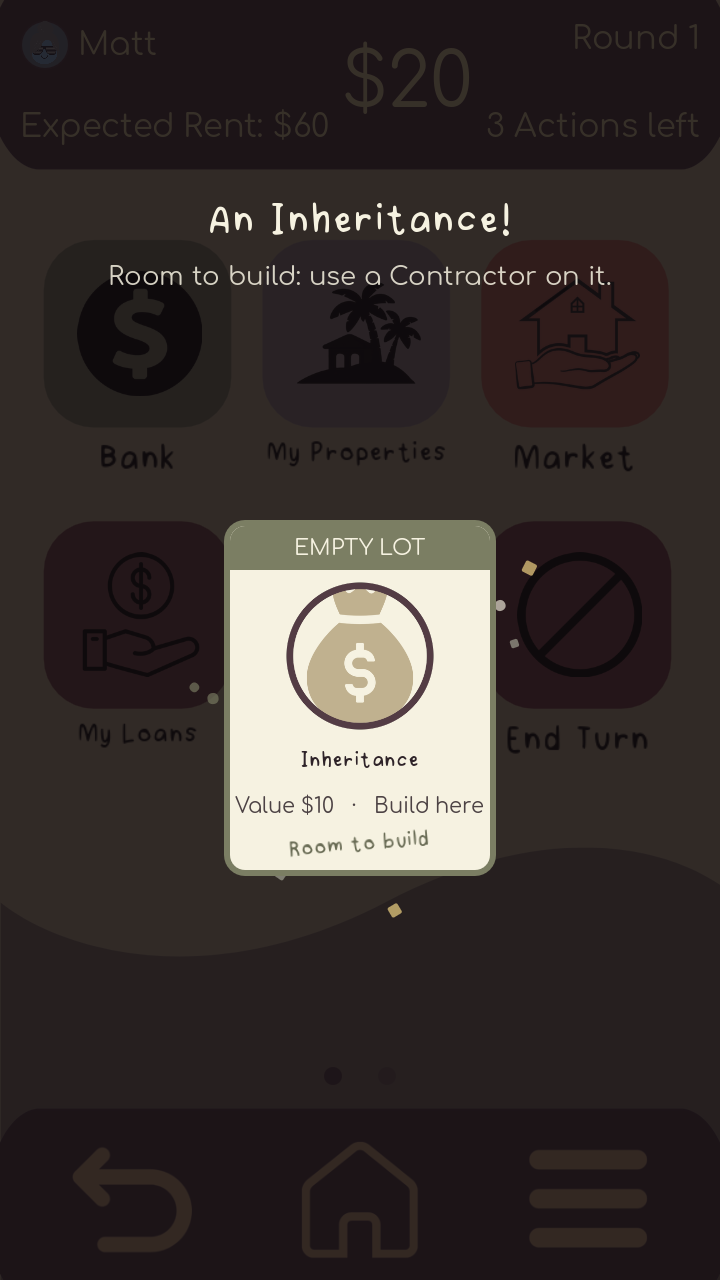 Matt
Round 1
$20
Expected Rent: $60
3 Actions left
An Inheritance!
Room to build: use a Contractor on it.
$
Bank
My Properties
Market
EMPTY LOT
$
$
Inheritance
My Loans
End Turn
Value $10 · Build here
Room to build